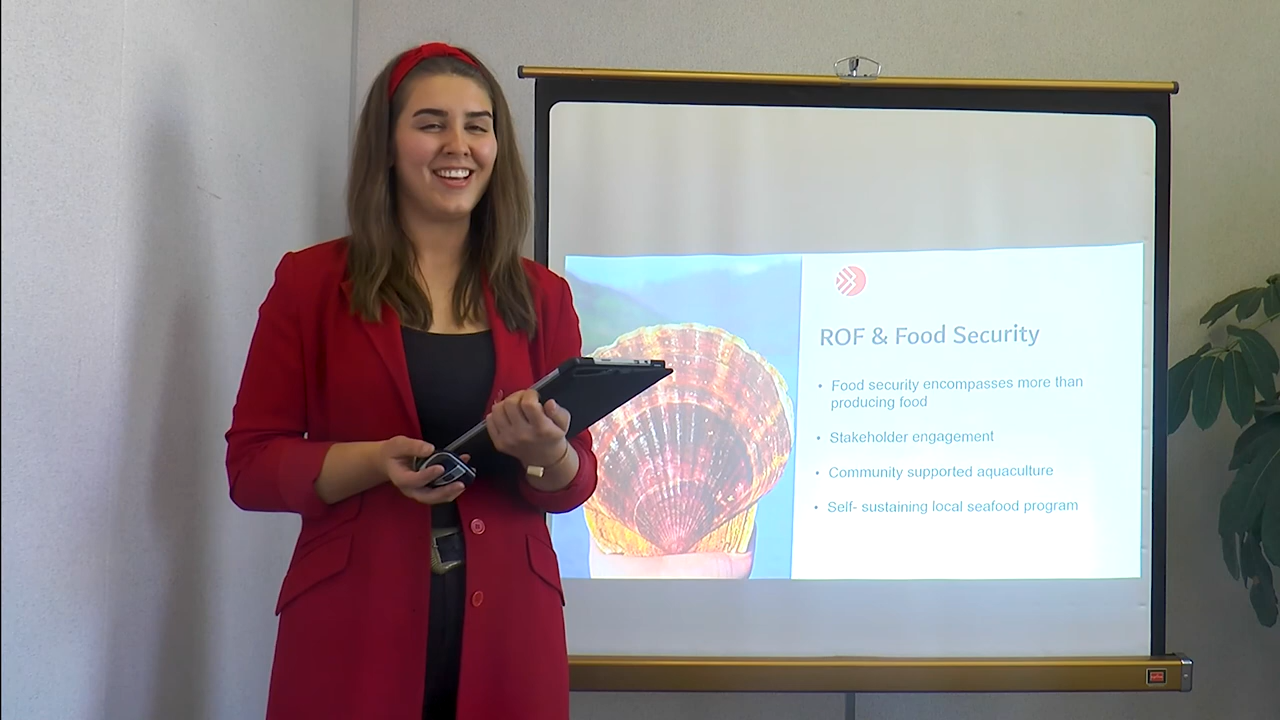 ROF & Food Security
• Food security encompasses more than
producing food
• Stakeholder engagement
• Community supported aquaculture
• Self- sustaining local seafood program